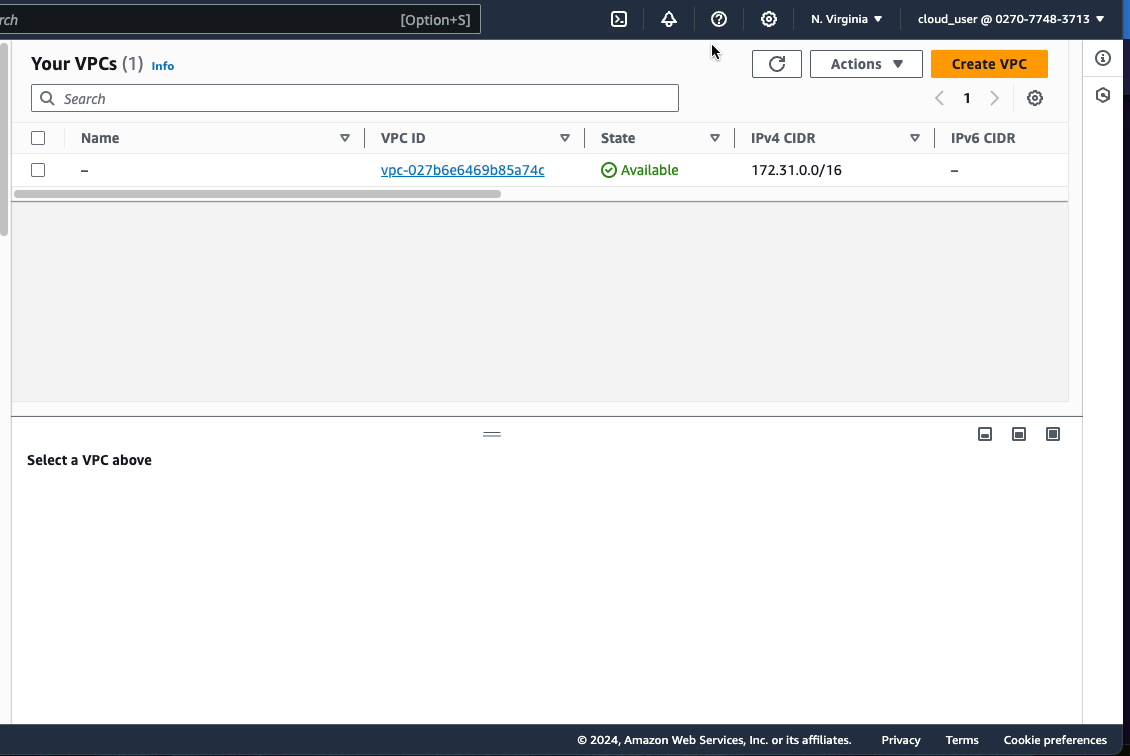 rch [Option+S] N. Virginia ▼ cloud_user @ 0270-7748-3713 ▼
Your VPCs (1) Info Actions ▼ Create VPC
Search 1
Name VPC ID State IPv4 CIDR IPv6 CIDR
– vpc-027b6e6469b85a74c Available 172.31.0.0/16 –
Select a VPC above
© 2024, Amazon Web Services, Inc. or its affiliates. Privacy Terms Cookie preferences